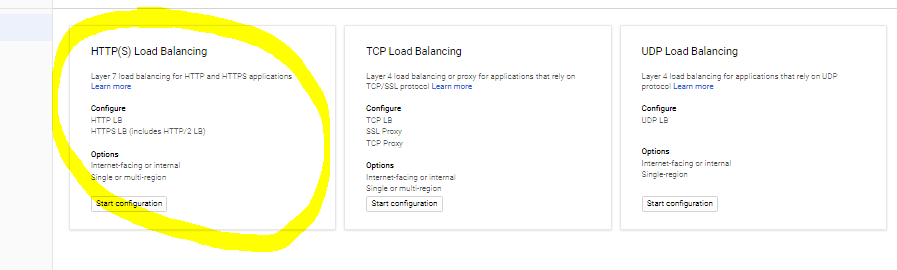 HTTP(S) Load Balancing
Layer 7 load balancing for HTTP and HTTPS applications
Learn more
Configure
HTTP LB
HTTPS LB (includes HTTP/2 LB)
Options
Internet-facing or internal
Single or multi-region
Start configuration
TCP Load Balancing
Layer 4 load balancing or proxy for applications that rely on
TCP/SSL protocol Learn more
Configure
TCP LB
SSL Proxy
TCP Proxy
Options
Internet-facing or internal
Single or multi-region
Start configuration
UDP Load Balancing
Layer 4 load balancing for applications that rely on UDP
protocol Learn more
Configure
UDP LB
Options
Internet-facing or internal
Single-region
Start configuration